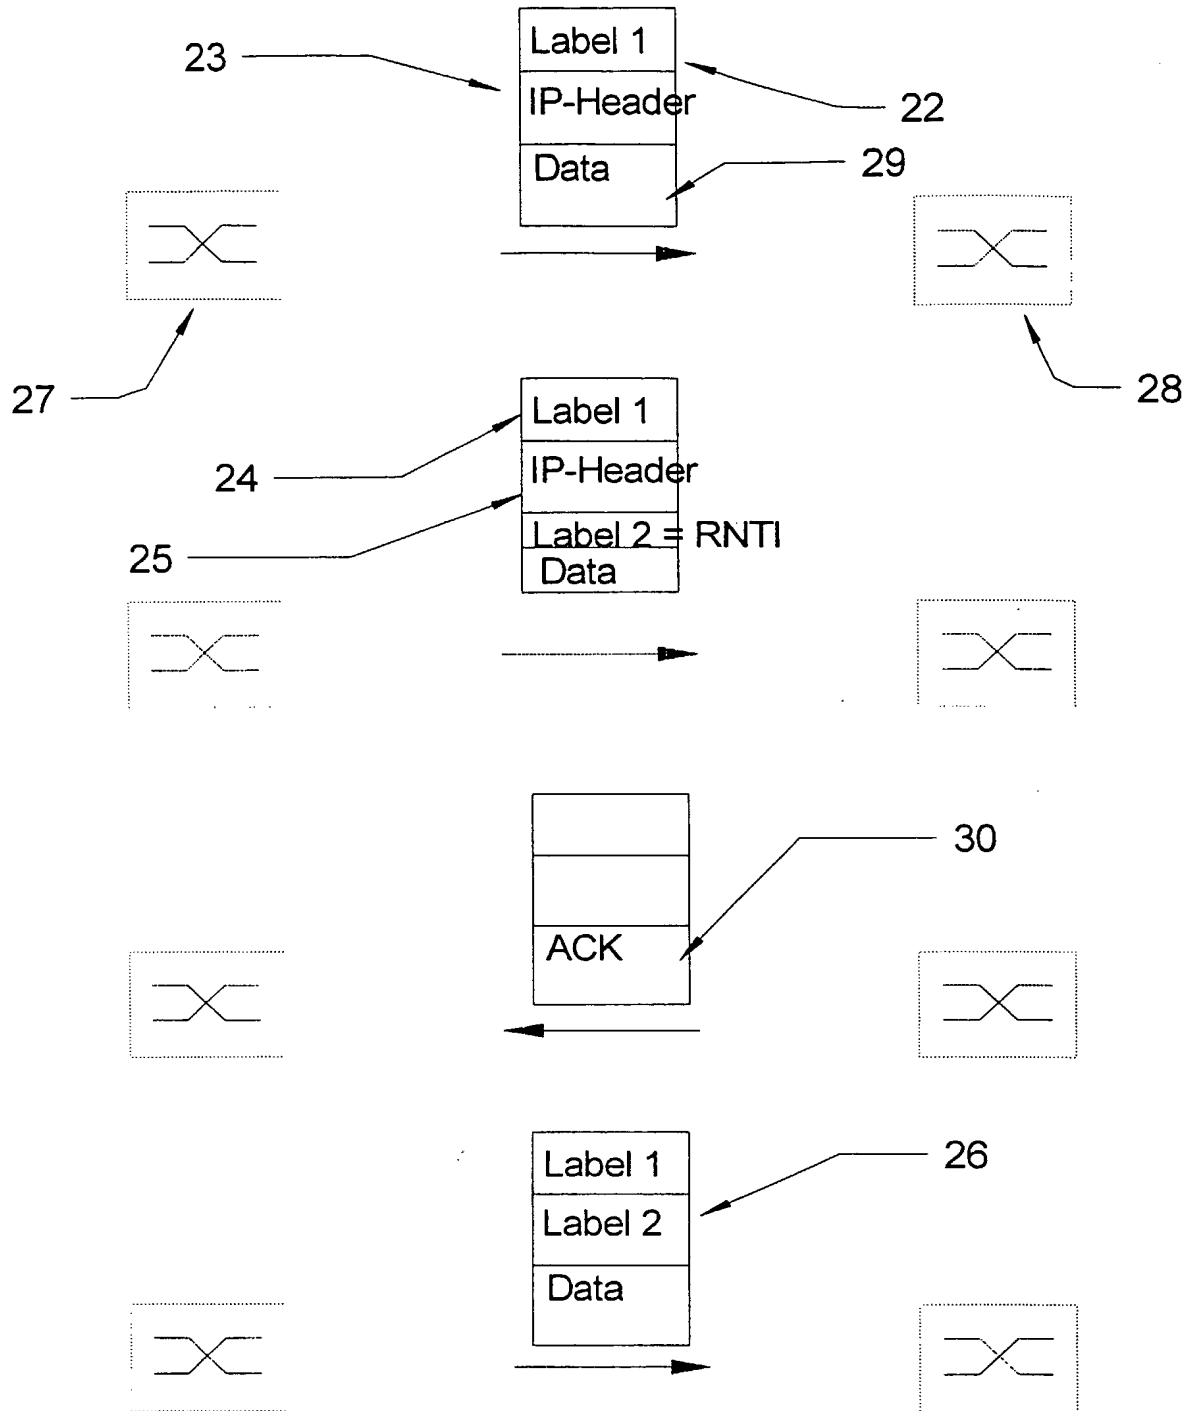 Label 1
23
IP-Header
22
Data
29
27
28
Label 1
24
IP-Header
25
Label 2 = RNTI
Data
30
ACK
Label 1
26
Label 2
Data